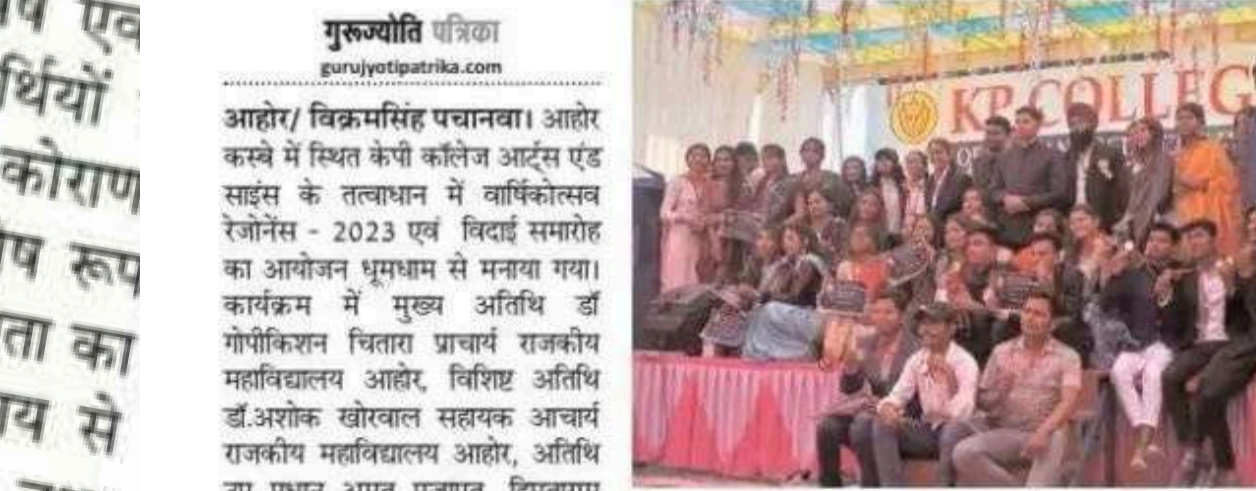 र्थियों
कोराण
रूप
ता का
य से
गुरूज्योति पत्रिका
gurujyotipatrika.com
आहोर/ विक्रमसिंह पचानवा। आहोर
कस्बे में स्थित केपी कॉलेज आर्ट्स एंड
साइंस के तत्वाधान में वार्षिकोत्सव
रेजोनेंस - 2023 एवं विदाई समारोह
का आयोजन धूमधाम से मनाया गया।
कार्यक्रम में मुख्य अतिथि डॉ
गोपीकिशन चितारा प्राचार्य राजकीय
महाविद्यालय आहोर, विशिष्ट अतिथि
डॉ.अशोक खोरवाल सहायक आचार्य
राजकीय महाविद्यालय आहोर, अतिथि
KP COLLEG